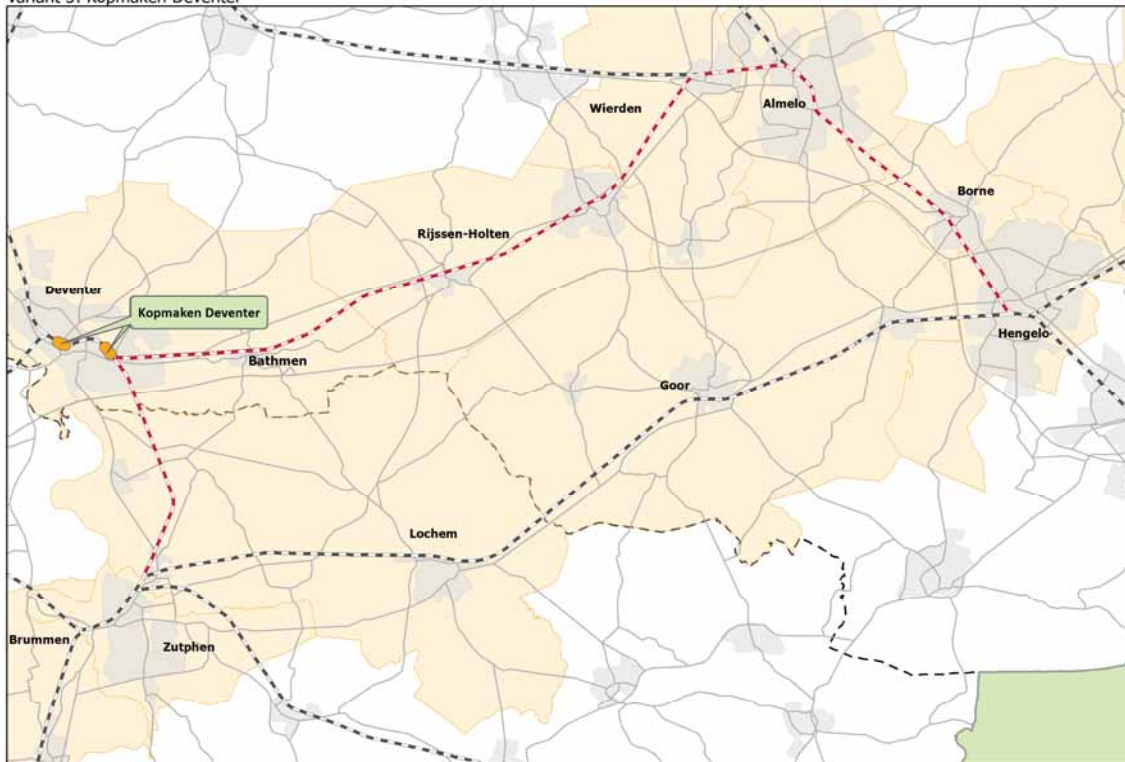 Variant 3: Kopmaken Deventer
Wierden
Almelo
Borne
Rijssen-Holten
Deventer
Kopmaken Deventer
Hengelo
Bathmen
Goor
Lochem
Brummen
Zutphen